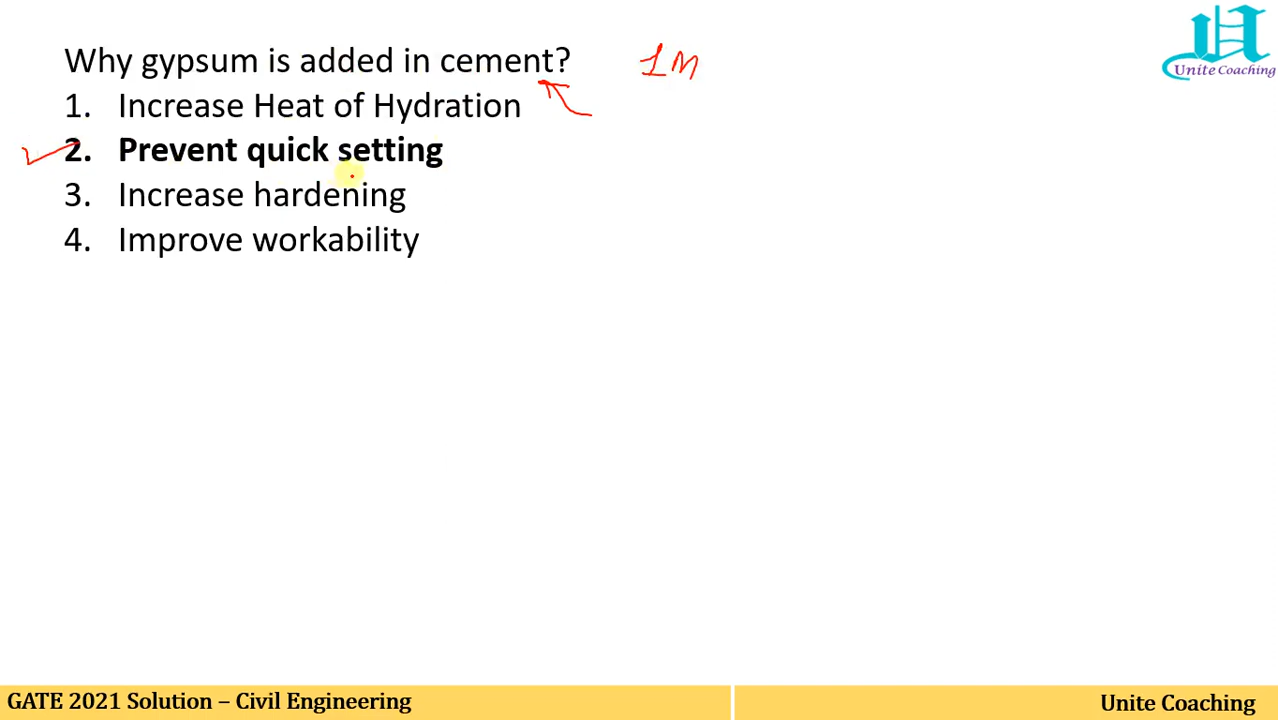 Why gypsum is added in cement? 1M
Unite Coaching
1. Increase Heat of Hydration
2. Prevent quick setting
3. Increase hardening
4. Improve workability
GATE 2021 Solution – Civil Engineering
Unite Coaching